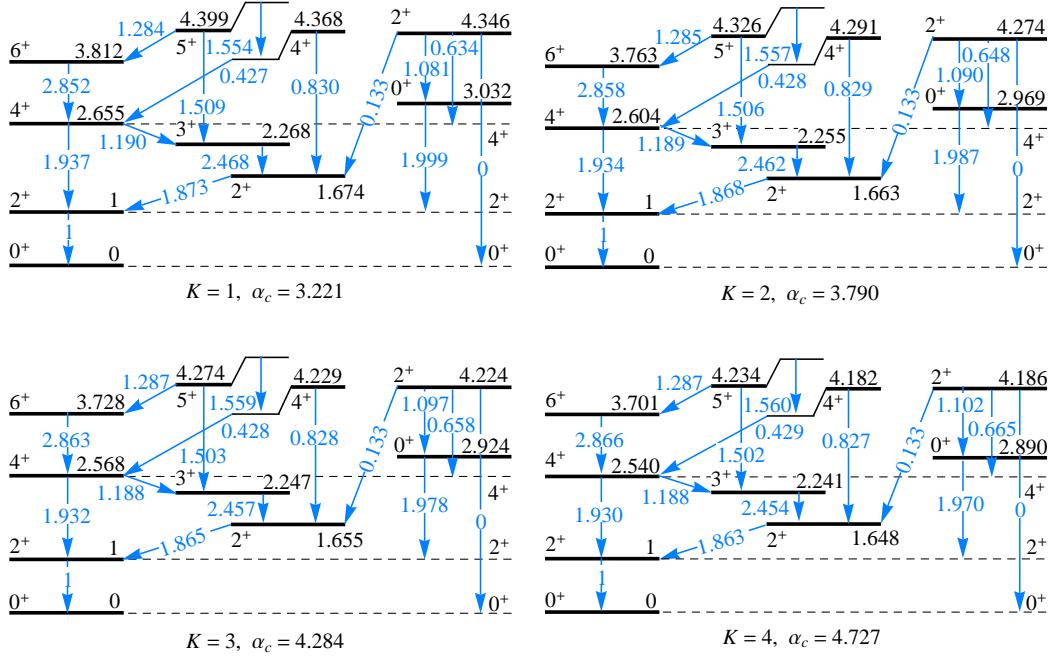 1.284 4.399 4.368 2⁺ 4.346
6⁺ 3.812 5⁺ 1.554 4⁺ 0.634
2.852 0.427 0.830 1.081 0⁺ 3.032
4⁺ 2.655 1.509 0.133
1.190 3⁺ 2.268 4⁺
1.937 2.468 1.999 0
1.873 2⁺ 1.674
2⁺ 1 2⁺
1
0⁺ 0 0⁺
K = 1, α_c = 3.221
1.285 4.326 4.291 2⁺ 4.274
6⁺ 3.763 5⁺ 1.557 4⁺ 0.648
2.858 0.428 0.829 1.090 0⁺ 2.969
4⁺ 2.604 1.506 0.133
1.189 3⁺ 2.255 4⁺
1.934 2.462 1.987 0
1.868 2⁺ 1.663
2⁺ 1 2⁺
1
0⁺ 0 0⁺
K = 2, α_c = 3.790
1.287 4.274 4.229 2⁺ 4.224
6⁺ 3.728 5⁺ 1.559 4⁺ 1.097 0.658
2.863 0.428 0.828 0⁺ 2.924
4⁺ 2.568 1.503 0.133
1.188 3⁺ 2.247 4⁺
1.932 2.457 1.978 0
1.865 2⁺ 1.655
2⁺ 1 2⁺
1
0⁺ 0 0⁺
K = 3, α_c = 4.284
1.287 4.234 4.182 2⁺ 4.186
6⁺ 3.701 5⁺ 1.560 4⁺ 1.102 0.665
2.866 0.429 0.827 0⁺ 2.890
4⁺ 2.540 1.502 0.133
1.188 3⁺ 2.241 4⁺
1.930 2.454 1.970 0
1.863 2⁺ 1.648
2⁺ 1 2⁺
1
0⁺ 0 0⁺
K = 4, α_c = 4.727